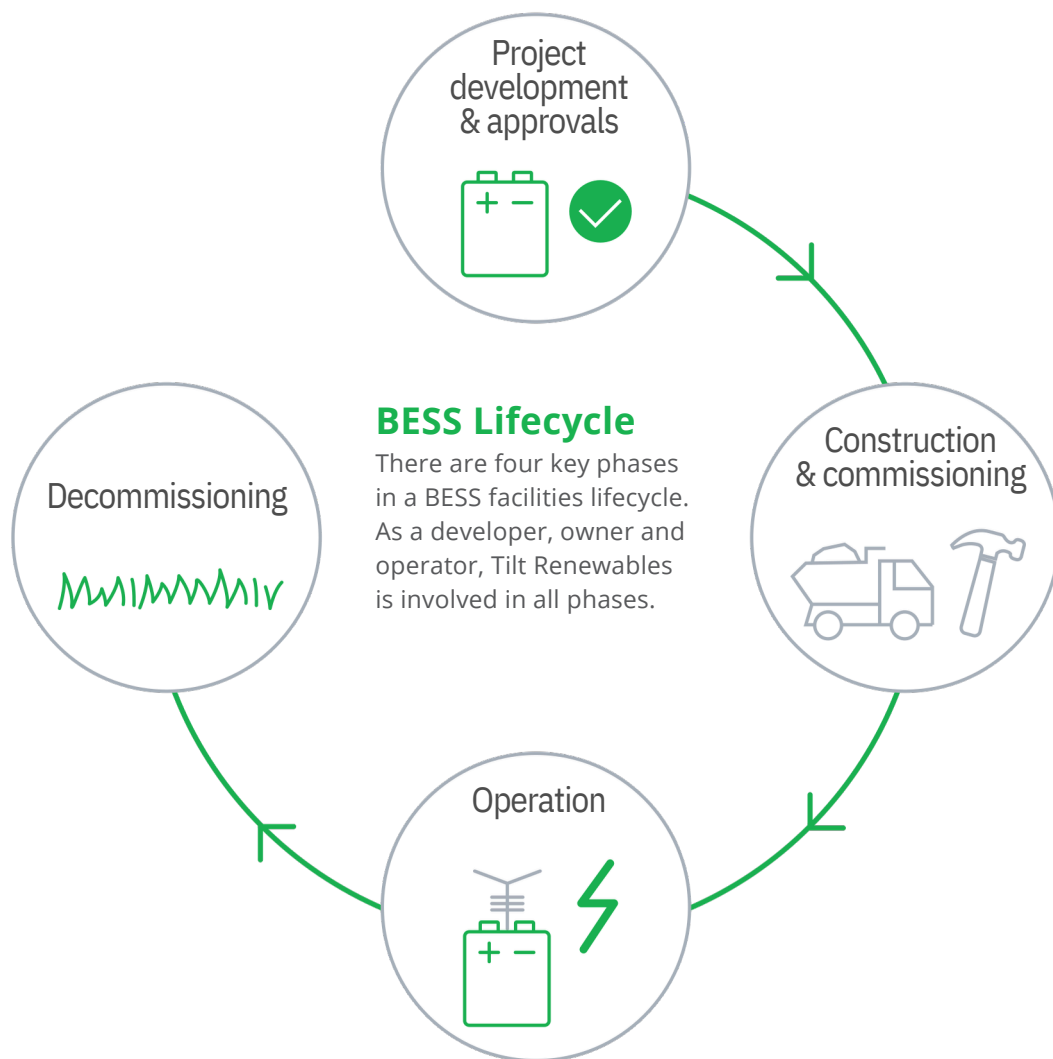 Project
development
& approvals
BESS Lifecycle
There are four key phases
in a BESS facilities lifecycle.
As a developer, owner and
operator, Tilt Renewables
is involved in all phases.
Construction
& commissioning
Decommissioning
Operation